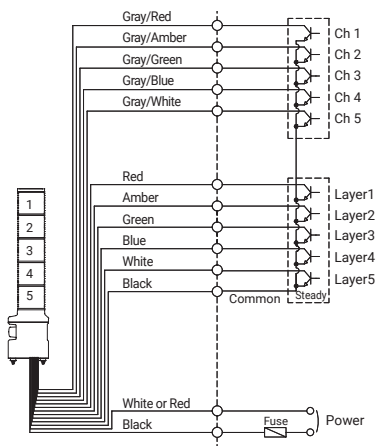 Gray/Red
Ch 1
Gray/Amber
Ch 2
Gray/Green
Ch 3
Gray/Blue
Ch 4
Gray/White
Ch 5
Red
Layer1
Amber
Layer2
Green
Layer3
Blue
Layer4
White
Layer5
Black
Common
Steady
1
2
3
4
5
White or Red
Black
Fuse
Power